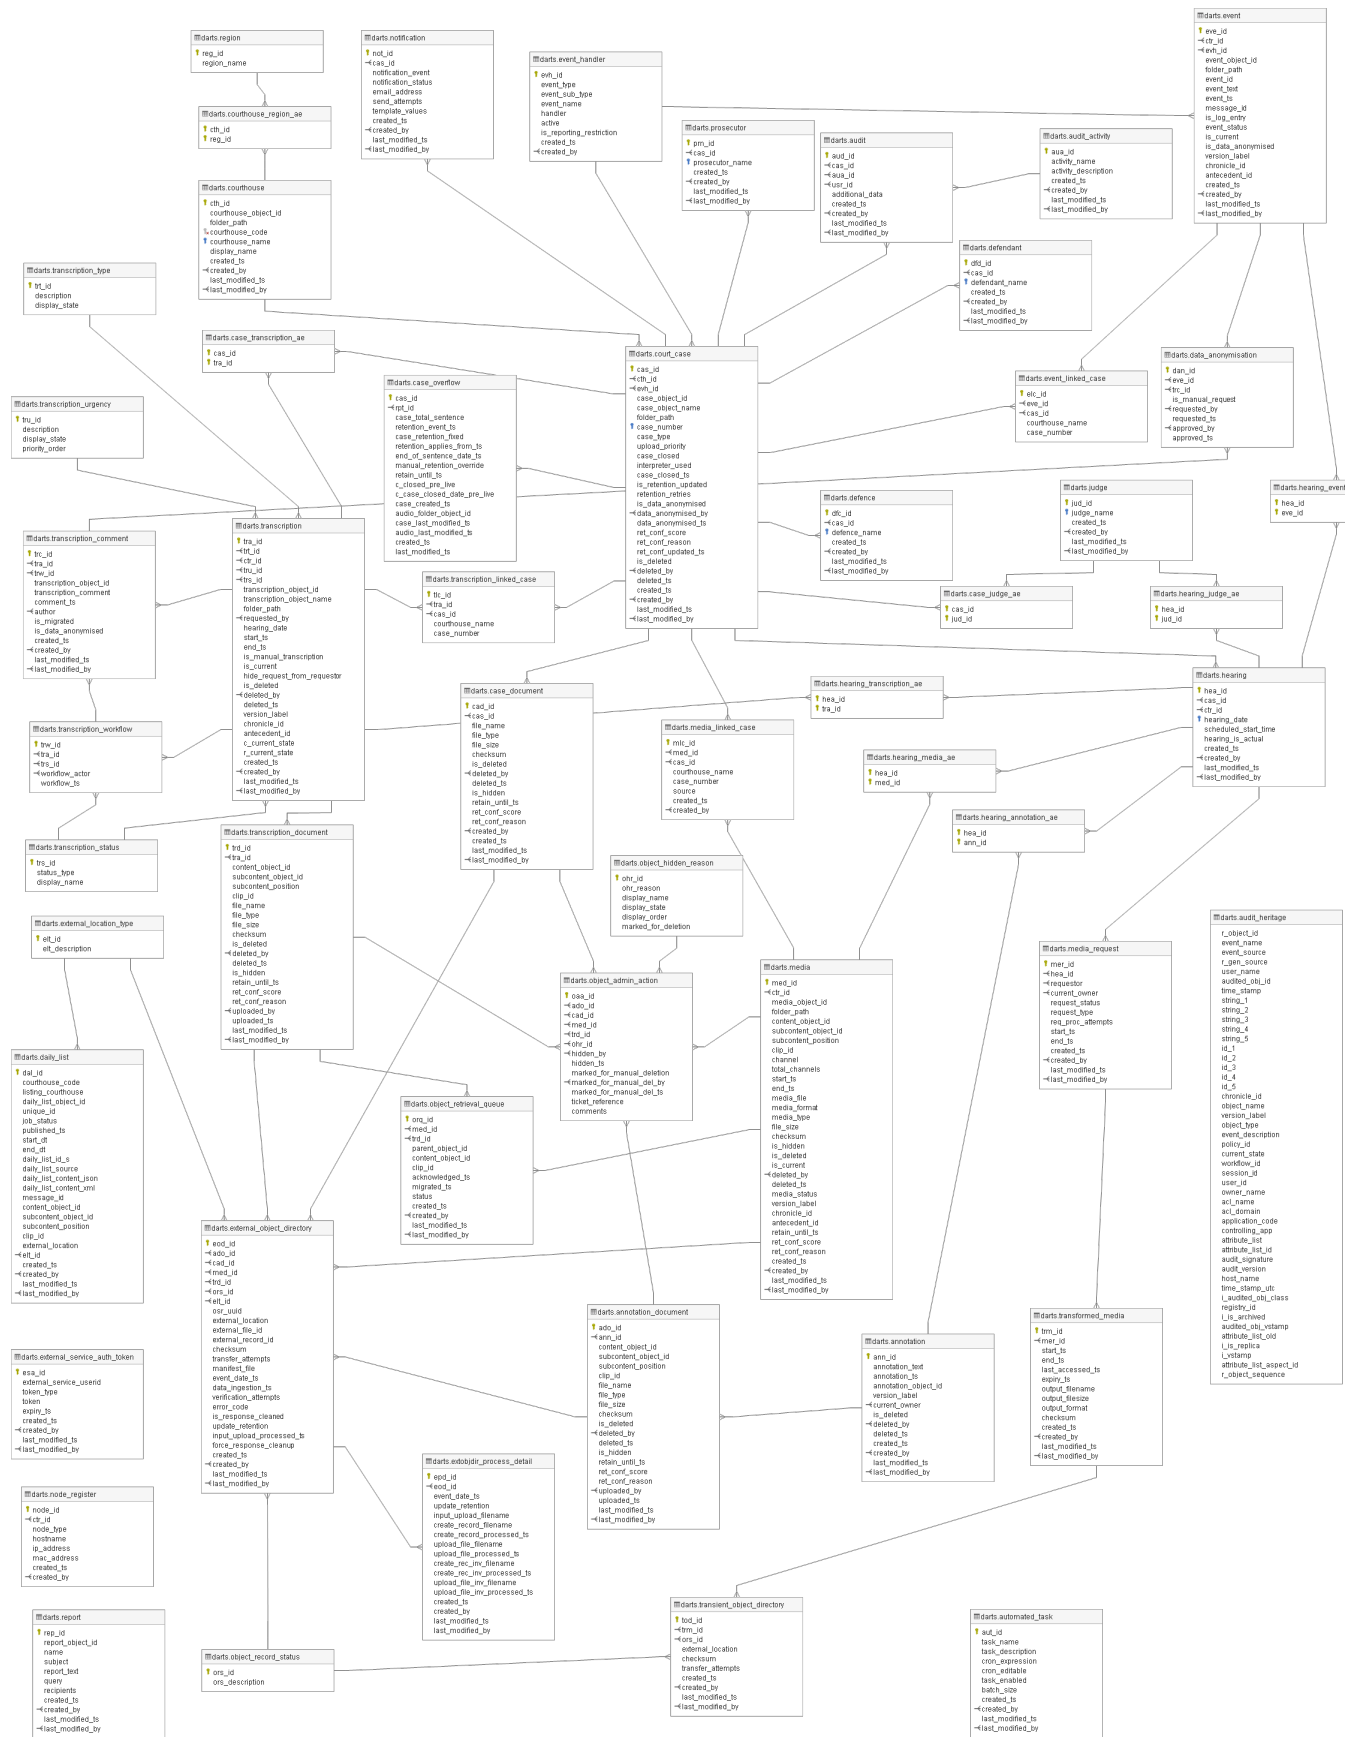 darts.region
reg_id
region_name
darts.notification
not_id
cas_id
notification_event
notification_status
email_address
send_attempts
template_values
created_ts
created_by
last_modified_ts
last_modified_by
darts.event_handler
evh_id
event_type
event_sub_type
event_name
handler
active
is_reporting_restriction
created_ts
created_by
darts.event
eve_id
ctr_id
evh_id
event_object_id
folder_path
event_id
event_text
event_ts
message_id
is_log_entry
event_status
is_current
is_data_anonymised
version_label
chronicle_id
antecedent_id
created_ts
created_by
last_modified_ts
last_modified_by
darts.courthouse_region_ae
cth_id
reg_id
darts.prosecutor
prn_id
cas_id
prosecutor_name
created_ts
created_by
last_modified_ts
last_modified_by
darts.audit
aud_id
cas_id
aua_id
usr_id
additional_data
created_ts
created_by
last_modified_ts
last_modified_by
darts.audit_activity
aua_id
activity_name
activity_description
created_ts
created_by
last_modified_ts
last_modified_by
darts.courthouse
cth_id
courthouse_object_id
folder_path
courthouse_code
courthouse_name
display_name
created_ts
created_by
last_modified_ts
last_modified_by
darts.defendant
dfd_id
cas_id
defendant_name
created_ts
created_by
last_modified_ts
last_modified_by
darts.transcription_type
trt_id
description
display_state
darts.case_transcription_ae
cas_id
tra_id
darts.court_case
cas_id
cth_id
evh_id
case_object_id
case_object_name
folder_path
case_number
case_type
upload_priority
case_closed
interpreter_used
case_closed_ts
is_retention_updated
retention_retries
is_data_anonymised
data_anonymised_by
data_anonymised_ts
ret_conf_score
ret_conf_reason
ret_conf_updated_ts
is_deleted
deleted_by
deleted_ts
created_ts
created_by
last_modified_ts
last_modified_by
darts.case_overflow
cas_id
rpt_id
case_total_sentence
retention_event_ts
case_retention_fixed
retention_applies_from_ts
end_of_sentence_date_ts
manual_retention_override
retain_until_ts
c_closed_pre_live
c_case_closed_date_pre_live
case_created_ts
audio_folder_object_id
case_last_modified_ts
audio_last_modified_ts
created_ts
last_modified_ts
darts.event_linked_case
elc_id
eve_id
cas_id
courthouse_name
case_number
darts.data_anonymisation
dan_id
eve_id
trc_id
is_manual_request
requested_by
requested_ts
approved_by
approved_ts
darts.transcription_urgency
tru_id
description
display_state
priority_order
darts.defence
dfc_id
cas_id
defence_name
created_ts
created_by
last_modified_ts
last_modified_by
darts.judge
jud_id
judge_name
created_ts
created_by
last_modified_ts
last_modified_by
darts.hearing_event
hea_id
eve_id
darts.transcription_comment
trc_id
tra_id
trw_id
transcription_object_id
transcription_comment
comment_ts
author
is_migrated
is_data_anonymised
created_ts
created_by
last_modified_ts
last_modified_by
darts.transcription
tra_id
trt_id
ctr_id
tru_id
trs_id
transcription_object_id
transcription_object_name
folder_path
requested_by
hearing_date
start_ts
end_ts
is_manual_transcription
is_current
hide_request_from_requestor
is_deleted
deleted_by
deleted_ts
version_label
chronicle_id
antecedent_id
c_current_state
r_current_state
created_ts
created_by
last_modified_ts
last_modified_by
darts.transcription_linked_case
tlc_id
tra_id
cas_id
courthouse_name
case_number
darts.case_judge_ae
cas_id
jud_id
darts.hearing_judge_ae
hea_id
jud_id
darts.case_document
cad_id
cas_id
file_name
file_type
file_size
checksum
is_deleted
deleted_by
deleted_ts
is_hidden
retain_until_ts
ret_conf_score
ret_conf_reason
created_by
created_ts
last_modified_ts
last_modified_by
darts.hearing_transcription_ae
hea_id
tra_id
darts.hearing
hea_id
cas_id
ctr_id
hearing_date
scheduled_start_time
hearing_is_actual
created_ts
created_by
last_modified_ts
last_modified_by
darts.transcription_workflow
trw_id
tra_id
trs_id
workflow_actor
workflow_ts
darts.media_linked_case
mlc_id
med_id
cas_id
courthouse_name
case_number
source
created_ts
created_by
darts.hearing_media_ae
hea_id
med_id
darts.hearing_annotation_ae
hea_id
ann_id
darts.transcription_status
trs_id
status_type
display_name
darts.transcription_document
trd_id
tra_id
content_object_id
subcontent_object_id
subcontent_position
clip_id
file_name
file_type
file_size
checksum
is_deleted
deleted_by
deleted_ts
is_hidden
retain_until_ts
ret_conf_score
ret_conf_reason
uploaded_by
uploaded_ts
last_modified_ts
last_modified_by
darts.object_hidden_reason
ohr_id
ohr_reason
display_name
display_state
display_order
marked_for_deletion
darts.external_location_type
elt_id
elt_description
darts.audit_heritage
r_object_id
event_name
event_source
r_gen_source
user_name
audited_obj_id
time_stamp
string_1
string_2
string_3
string_4
string_5
id_1
id_2
id_3
id_4
id_5
chronicle_id
object_name
version_label
object_type
event_description
policy_id
current_state
workflow_id
session_id
user_id
owner_name
acl_name
acl_domain
application_code
controlling_app
attribute_list
attribute_list_id
audit_signature
audit_version
host_name
time_stamp_utc
i_audited_obj_class
registry_id
i_is_archived
audited_obj_vstamp
attribute_list_old
i_is_replica
i_vstamp
attribute_list_aspect_id
r_object_sequence
darts.media_request
mer_id
hea_id
requestor
current_owner
request_status
request_type
req_proc_attempts
start_ts
end_ts
created_ts
created_by
last_modified_ts
last_modified_by
darts.media
med_id
ctr_id
media_object_id
folder_path
content_object_id
subcontent_object_id
subcontent_position
clip_id
channel
total_channels
start_ts
end_ts
media_file
media_format
media_type
file_size
checksum
is_hidden
is_deleted
is_current
deleted_by
deleted_ts
media_status
version_label
chronicle_id
antecedent_id
retain_until_ts
ret_conf_score
ret_conf_reason
created_ts
created_by
last_modified_ts
last_modified_by
darts.object_admin_action
oaa_id
ado_id
cad_id
med_id
trd_id
ohr_id
hidden_by
hidden_ts
marked_for_manual_deletion
marked_for_manual_del_by
marked_for_manual_del_ts
ticket_reference
comments
darts.daily_list
dal_id
courthouse_code
listing_courthouse
daily_list_object_id
unique_id
job_status
published_ts
start_dt
end_dt
daily_list_id_s
daily_list_source
daily_list_content_json
daily_list_content_xml
message_id
content_object_id
subcontent_object_id
subcontent_position
clip_id
external_location
elt_id
created_ts
created_by
last_modified_ts
last_modified_by
darts.object_retrieval_queue
orq_id
med_id
trd_id
parent_object_id
content_object_id
clip_id
acknowledged_ts
migrated_ts
status
created_ts
created_by
last_modified_ts
last_modified_by
darts.external_object_directory
eod_id
ado_id
cad_id
med_id
trd_id
ors_id
elt_id
osr_uuid
external_location
external_file_id
external_record_id
checksum
transfer_attempts
manifest_file
event_date_ts
data_ingestion_ts
verification_attempts
error_code
is_response_cleaned
update_retention
input_upload_processed_ts
force_response_cleanup
created_ts
created_by
last_modified_ts
last_modified_by
darts.annotation_document
ado_id
ann_id
content_object_id
subcontent_object_id
subcontent_position
clip_id
file_name
file_type
file_size
checksum
is_deleted
deleted_by
deleted_ts
is_hidden
retain_until_ts
ret_conf_score
ret_conf_reason
uploaded_by
uploaded_ts
last_modified_ts
last_modified_by
darts.annotation
ann_id
annotation_text
annotation_ts
annotation_object_id
version_label
current_owner
is_deleted
deleted_by
deleted_ts
created_ts
created_by
last_modified_ts
last_modified_by
darts.transformed_media
trm_id
mer_id
start_ts
end_ts
last_accessed_ts
expiry_ts
output_filename
output_filesize
output_format
checksum
created_ts
created_by
last_modified_ts
last_modified_by
darts.external_service_auth_token
esa_id
external_service_userid
token_type
token
expiry_ts
created_ts
created_by
last_modified_ts
last_modified_by
darts.extobjdir_process_detail
epd_id
eod_id
event_date_ts
update_retention
input_upload_filename
create_record_filename
create_record_processed_ts
upload_file_filename
upload_file_processed_ts
create_rec_inv_filename
create_rec_inv_processed_ts
upload_file_inv_filename
upload_file_inv_processed_ts
created_ts
created_by
last_modified_ts
last_modified_by
darts.node_register
node_id
ctr_id
node_type
hostname
ip_address
mac_address
created_ts
created_by
darts.report
rep_id
report_object_id
name
subject
report_text
query
recipients
created_ts
created_by
last_modified_ts
last_modified_by
darts.object_record_status
ors_id
ors_description
darts.transient_object_directory
tod_id
trm_id
ors_id
external_location
checksum
transfer_attempts
created_ts
created_by
last_modified_ts
last_modified_by
darts.automated_task
aut_id
task_name
task_description
cron_expression
cron_editable
task_enabled
batch_size
created_ts
created_by
last_modified_ts
last_modified_by